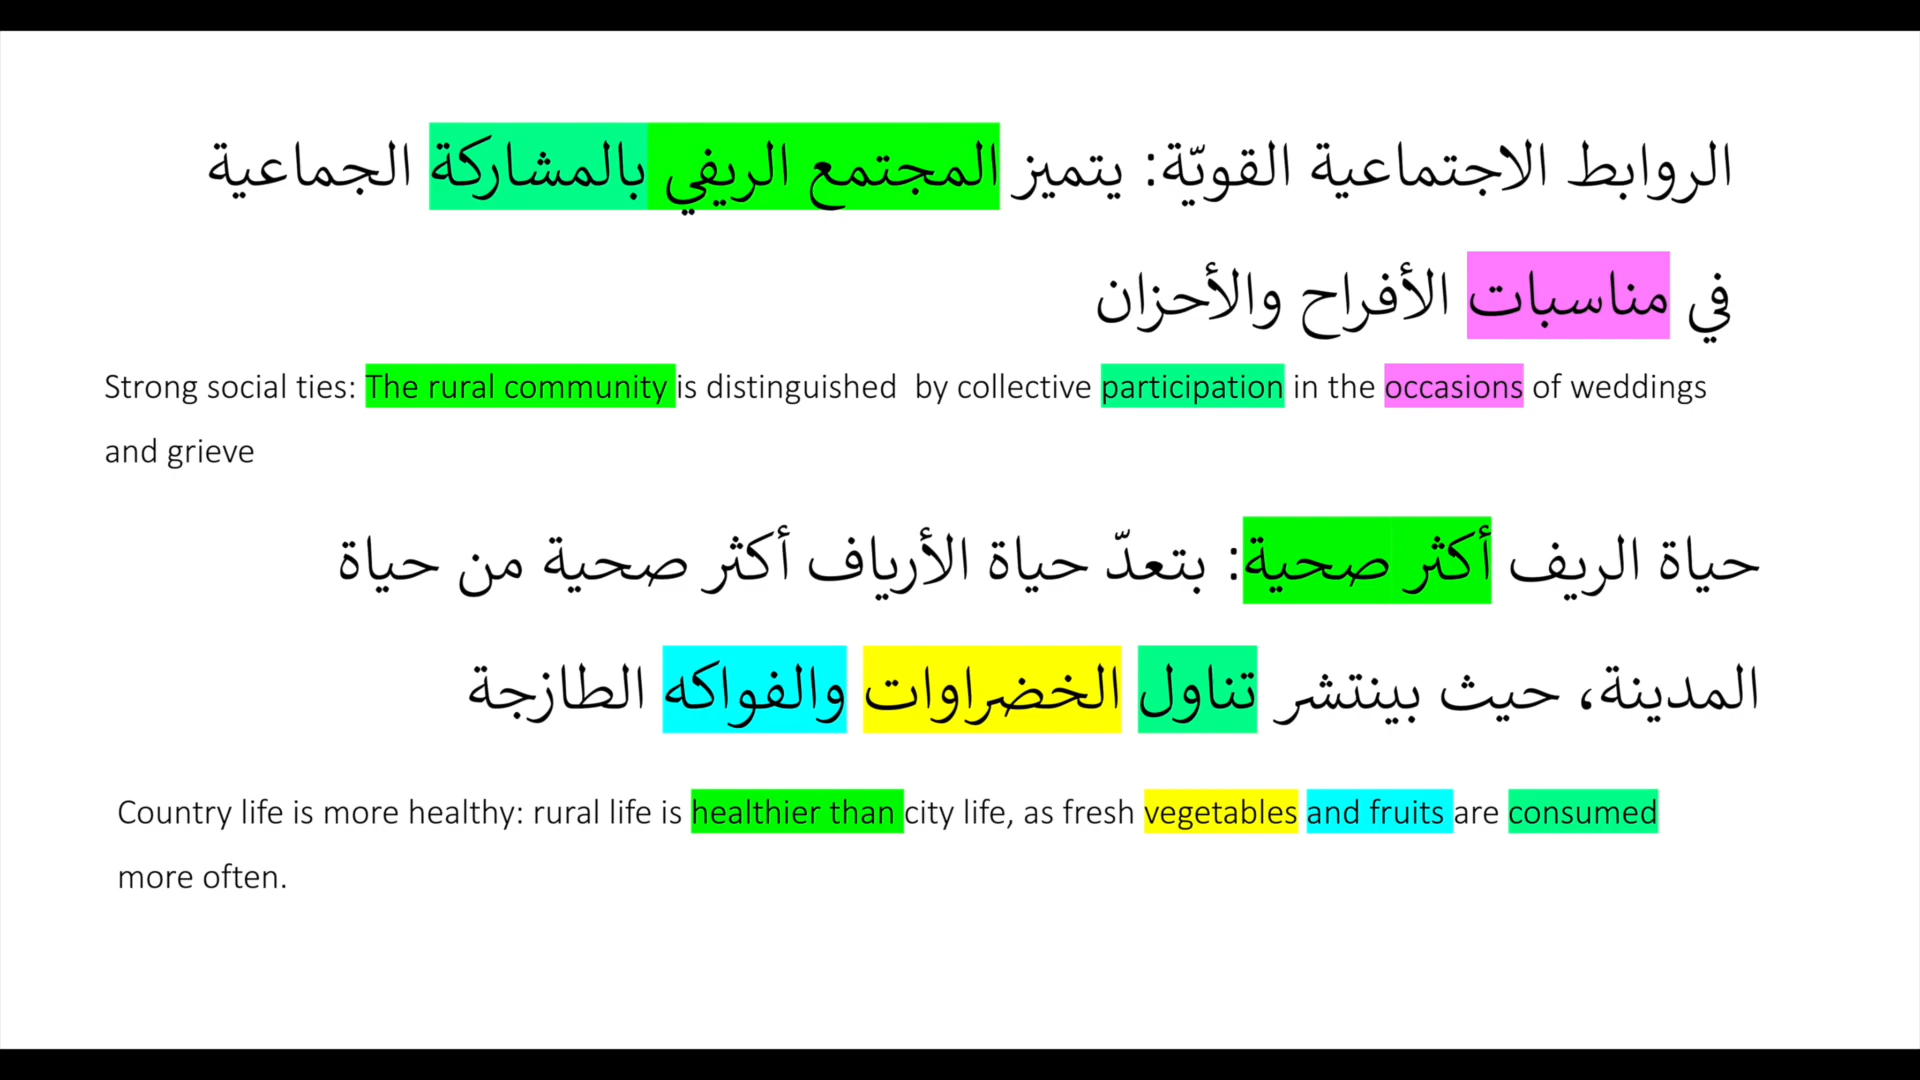 الروابط الاجتماعية القويّة: يتميز المجتمع الريفي بالمشاركة الجماعية
في مناسبات الأفراح والأحزان
Strong social ties: The rural community is distinguished by collective participation in the occasions of weddings
and grieve
حياة الريف أكثر صحية: بتعدّ حياة الأرياف أكثر صحية من حياة
المدينة، حيث بينتشر تناول الخضراوات والفواكه الطازجة
Country life is more healthy: rural life is healthier than city life, as fresh vegetables and fruits are consumed
more often.